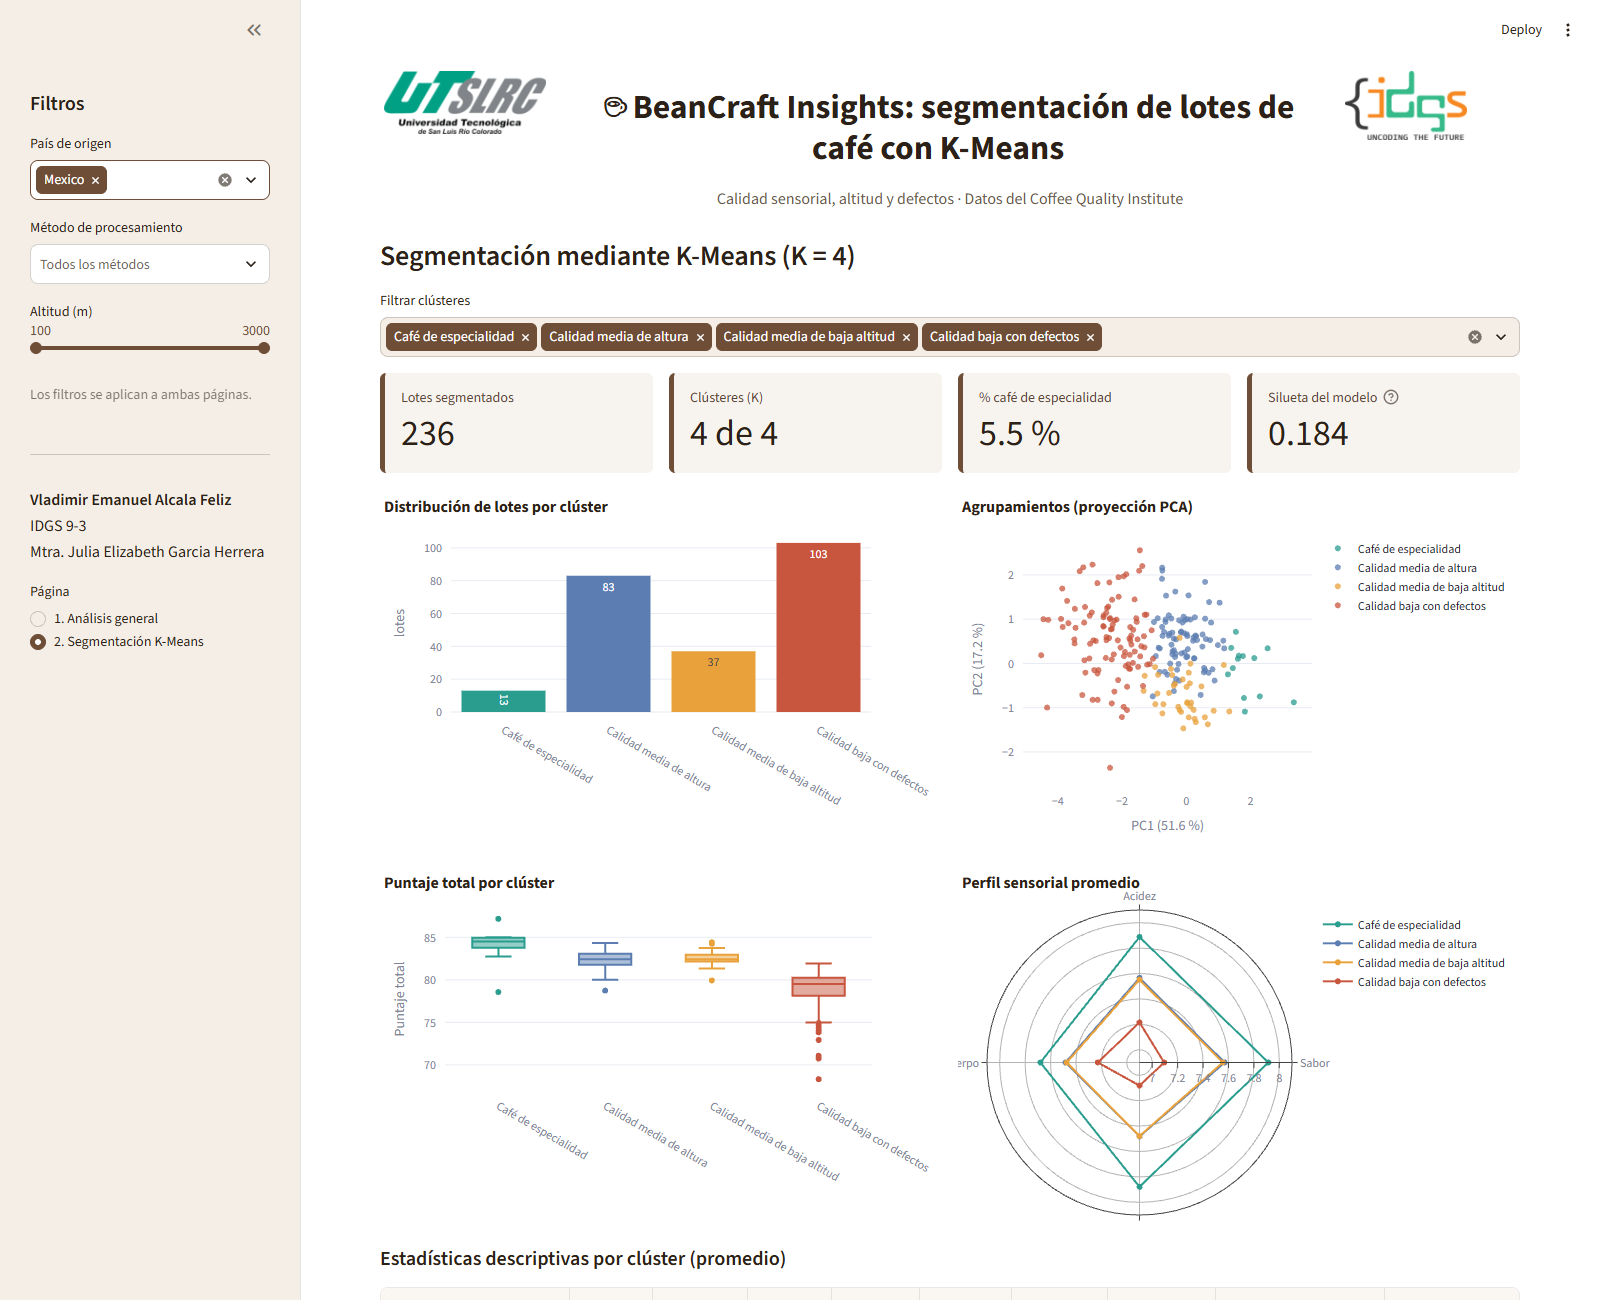 Deploy
Filtros
País de origen
Mexico
Método de procesamiento
Todos los métodos
Altitud (m)
100 3000
Los filtros se aplican a ambas páginas.
Vladimir Emanuel Alcala Feliz
IDGS 9-3
Mtra. Julia Elizabeth Garcia Herrera
Página
1. Análisis general
2. Segmentación K-Means
UTSLRC
Universidad Tecnológica
de San Luis Río Colorado
BeanCraft Insights: segmentación de lotes de
café con K-Means
Calidad sensorial, altitud y defectos · Datos del Coffee Quality Institute
{idgs
UNCODING THE FUTURE
Segmentación mediante K-Means (K = 4)
Filtrar clústeres
Café de especialidad Calidad media de altura Calidad media de baja altitud Calidad baja con defectos
Lotes segmentados
236
Clústeres (K)
4 de 4
% café de especialidad
5.5 %
Silueta del modelo
0.184
Distribución de lotes por clúster
lotes
100
80
60
40
20
0
13
83
37
103
Café de especialidad
Calidad media de altura
Calidad media de baja altitud
Calidad baja con defectos
Agrupamientos (proyección PCA)
PC2 (17.2 %)
2
1
0
−1
−2
−4 −2 0 2
PC1 (51.6 %)
Café de especialidad
Calidad media de altura
Calidad media de baja altitud
Calidad baja con defectos
Puntaje total por clúster
Puntaje total
85
80
75
70
Café de especialidad
Calidad media de altura
Calidad media de baja altitud
Calidad baja con defectos
Perfil sensorial promedio
Acidez
erpo
Sabor
7 7.2 7.4 7.6 7.8 8
Café de especialidad
Calidad media de altura
Calidad media de baja altitud
Calidad baja con defectos
Estadísticas descriptivas por clúster (promedio)